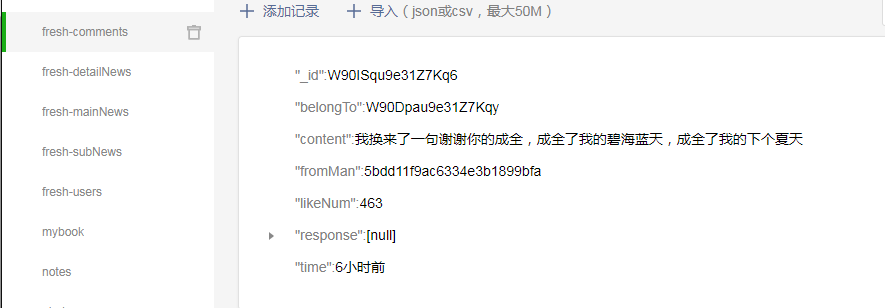 添加记录 导入（json或csv，最大50M）
fresh-comments
fresh-detailNews
fresh-mainNews
fresh-subNews
fresh-users
mybook
notes
"_id":W90ISqu9e31Z7Kq6
"belongTo":W90Dpau9e31Z7Kqy
"content":我换来了一句谢谢你的成全，成全了我的碧海蓝天，成全了我的下个夏天
"fromMan":5bdd11f9ac6334e3b1899bfa
"likeNum":463
"response":[null]
"time":6小时前